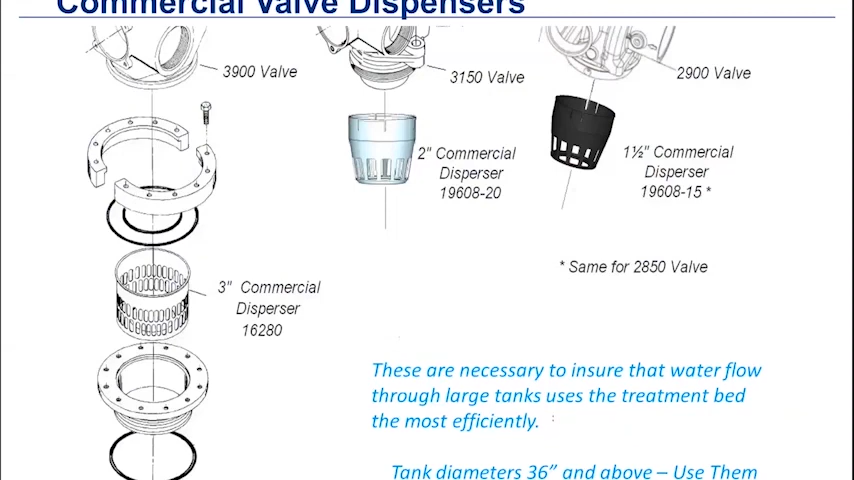 Commercial Valve Dispensers
3900 Valve
3150 Valve
2900 Valve
2" Commercial
Disperser
19608-20
1½" Commercial
Disperser
19608-15 *
* Same for 2850 Valve
3" Commercial
Disperser
16280
These are necessary to insure that water flow
through large tanks uses the treatment bed
the most efficiently.
Tank diameters 36” and above – Use Them